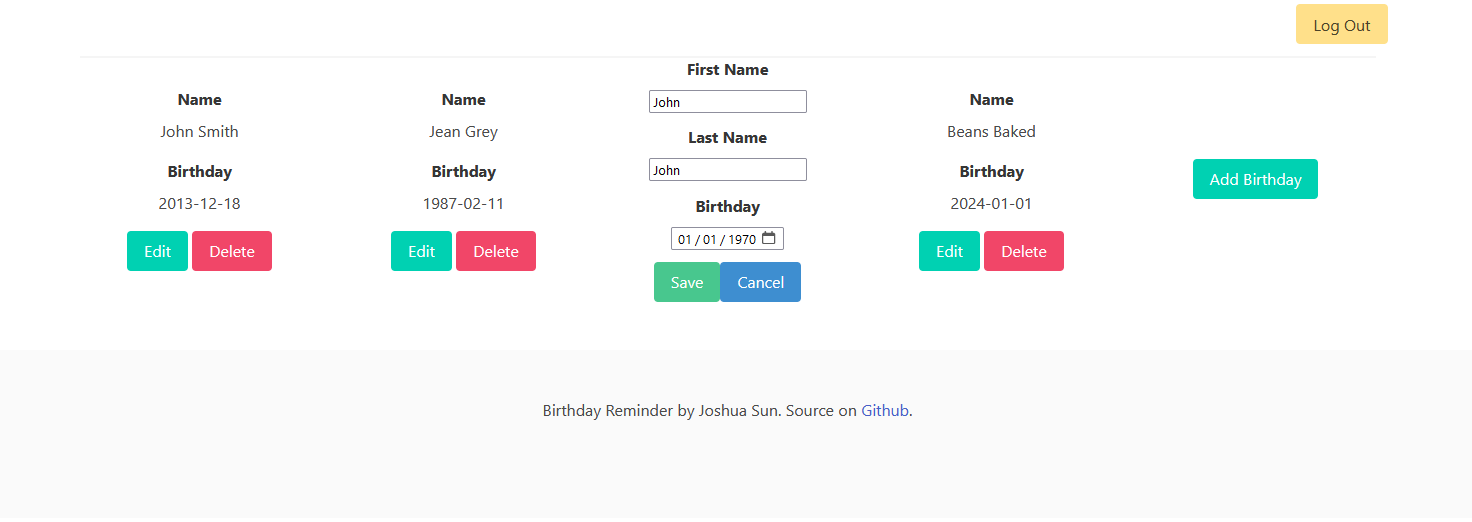 Log Out
Name
John Smith
Birthday
2013-12-18
Edit Delete
Name
Jean Grey
Birthday
1987-02-11
Edit Delete
First Name
John
Last Name
John
Birthday
01 / 01 / 1970
Save Cancel
Name
Beans Baked
Birthday
2024-01-01
Edit Delete
Add Birthday
Birthday Reminder by Joshua Sun. Source on Github.